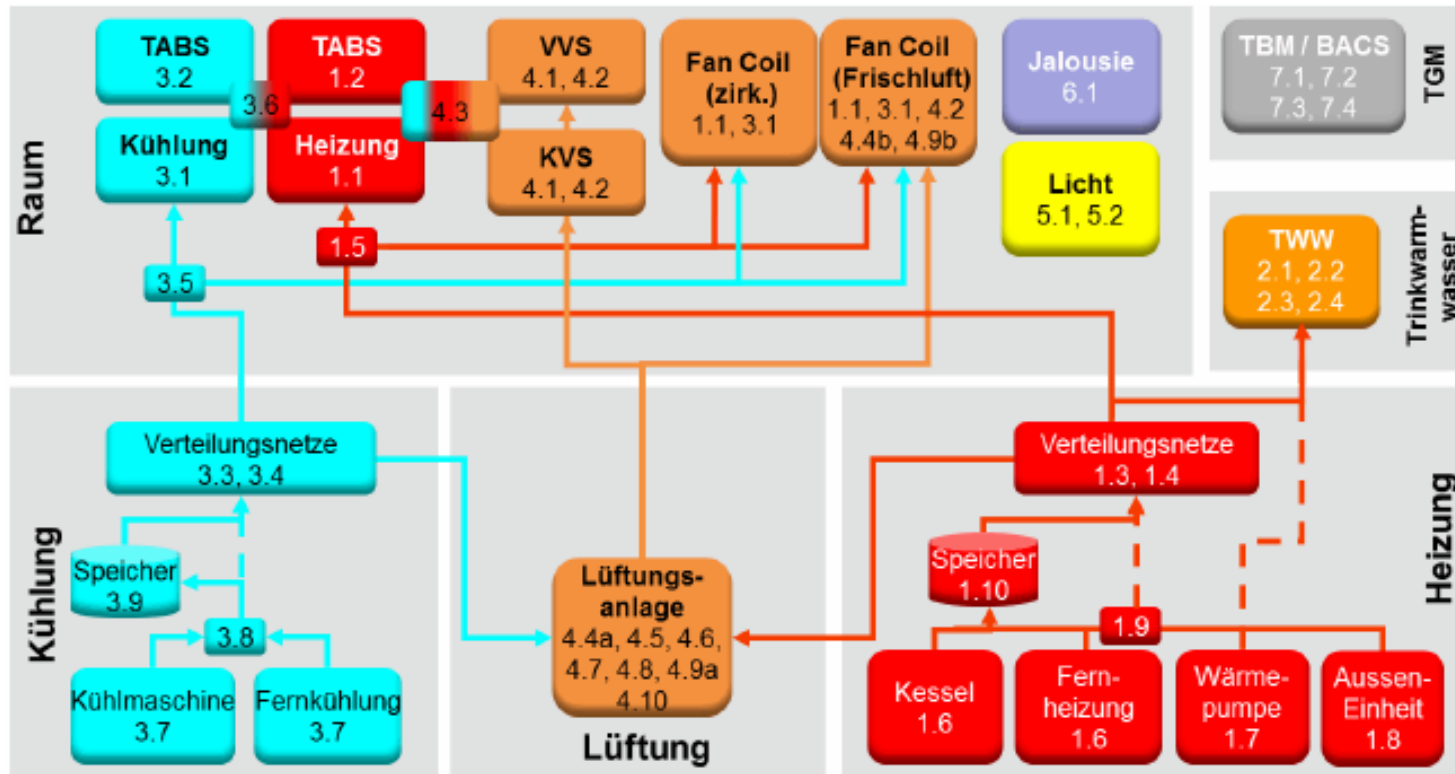 Raum
TABS
3.2
TABS
1.2
VVS
4.1, 4.2
Fan Coil
(zirk.)
1.1, 3.1
Fan Coil
(Frischluft)
1.1, 3.1, 4.2
4.4b, 4.9b
Jalousie
6.1
3.6
4.3
Kühlung
3.1
Heizung
1.1
KVS
4.1, 4.2
Licht
5.1, 5.2
1.5
3.5
TBM / BACS
7.1, 7.2
7.3, 7.4
TGM
TWW
2.1, 2.2
2.3, 2.4
Trinkwarm-
wasser
Kühlung
Verteilungsnetze
3.3, 3.4
Speicher
3.9
3.8
Kühlmaschine
3.7
Fernkühlung
3.7
Lüftungs-
anlage
4.4a, 4.5, 4.6,
4.7, 4.8, 4.9a
4.10
Lüftung
Verteilungsnetze
1.3, 1.4
Speicher
1.10
1.9
Kessel
1.6
Fern-
heizung
1.6
Wärme-
pumpe
1.7
Aussen-
Einheit
1.8
Heizung